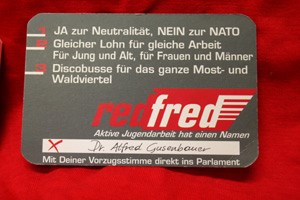 JA zur Neutralität, NEIN zur NATO
Gleicher Lohn für gleiche Arbeit
Für Jung und Alt, für Frauen und Männer
Discobusse für das ganze Most- und
Waldviertel
redfred
Aktive Jugendarbeit hat einen Namen
X Dr. Alfred Gusenbauer
Mit Deiner Vorzugsstimme direkt ins Parlament